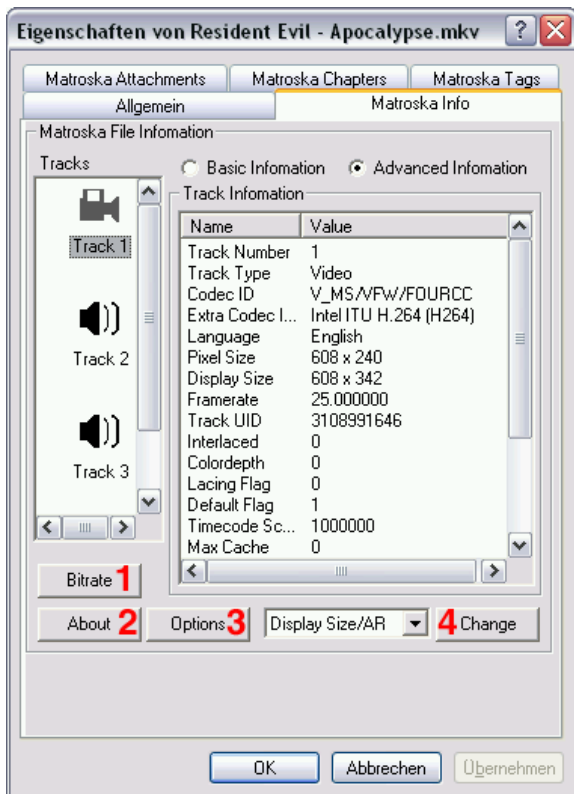 Eigenschaften von Resident Evil - Apocalypse.mkv
Matroska Attachments Matroska Chapters Matroska Tags
Allgemein Matroska Info
Matroska File Infomation
Tracks
Basic Infomation Advanced Infomation
Track 1
Track 2
Track 3
Track Infomation
Name Value
Track Number 1
Track Type Video
Codec ID V_MS/VFW/FOURCC
Extra Codec I... Intel ITU H.264 (H264)
Language English
Pixel Size 608 x 240
Display Size 608 x 342
Framerate 25.000000
Track UID 3108991646
Interlaced 0
Colordepth 0
Lacing Flag 0
Default Flag 1
Timecode Sc... 1000000
Max Cache 0
Bitrate 1
About 2 Options 3 Display Size/AR 4 Change
OK Abbrechen Übernehmen